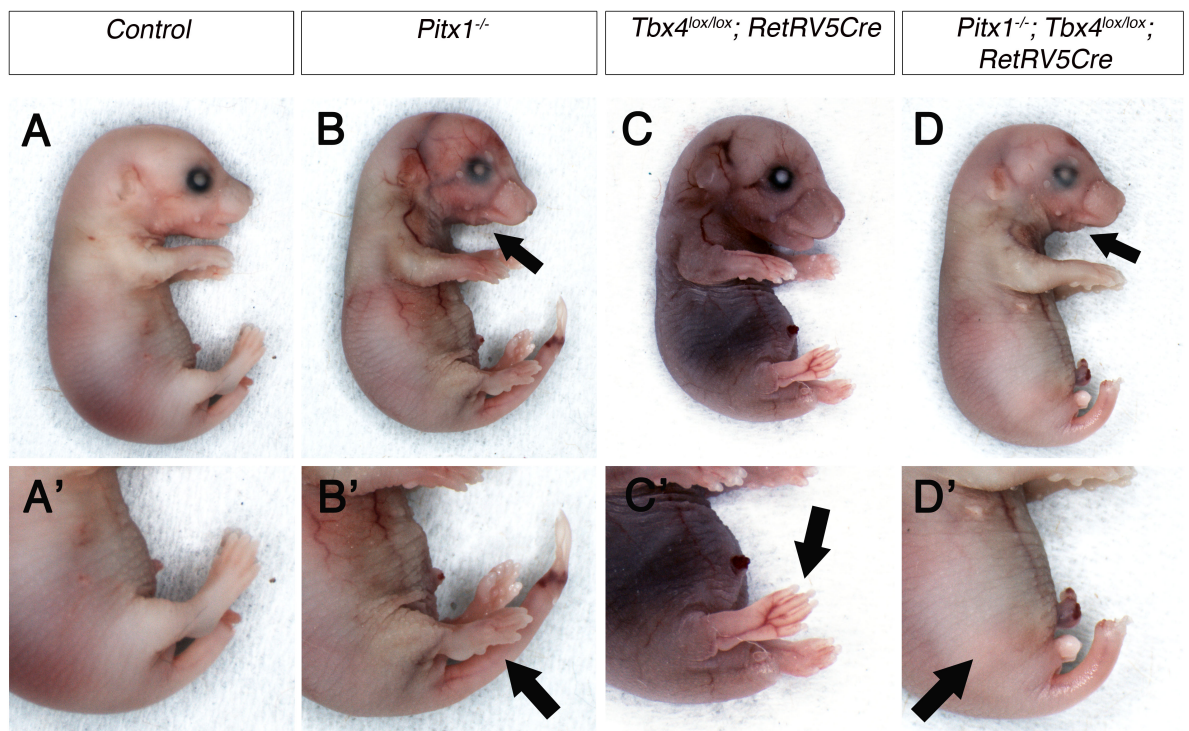 Control
Pitx1-/-
Tbx4lox/lox; RetRV5Cre
Pitx1-/-; Tbx4lox/lox;
RetRV5Cre
A
B
C
D
A'
B'
C'
D'